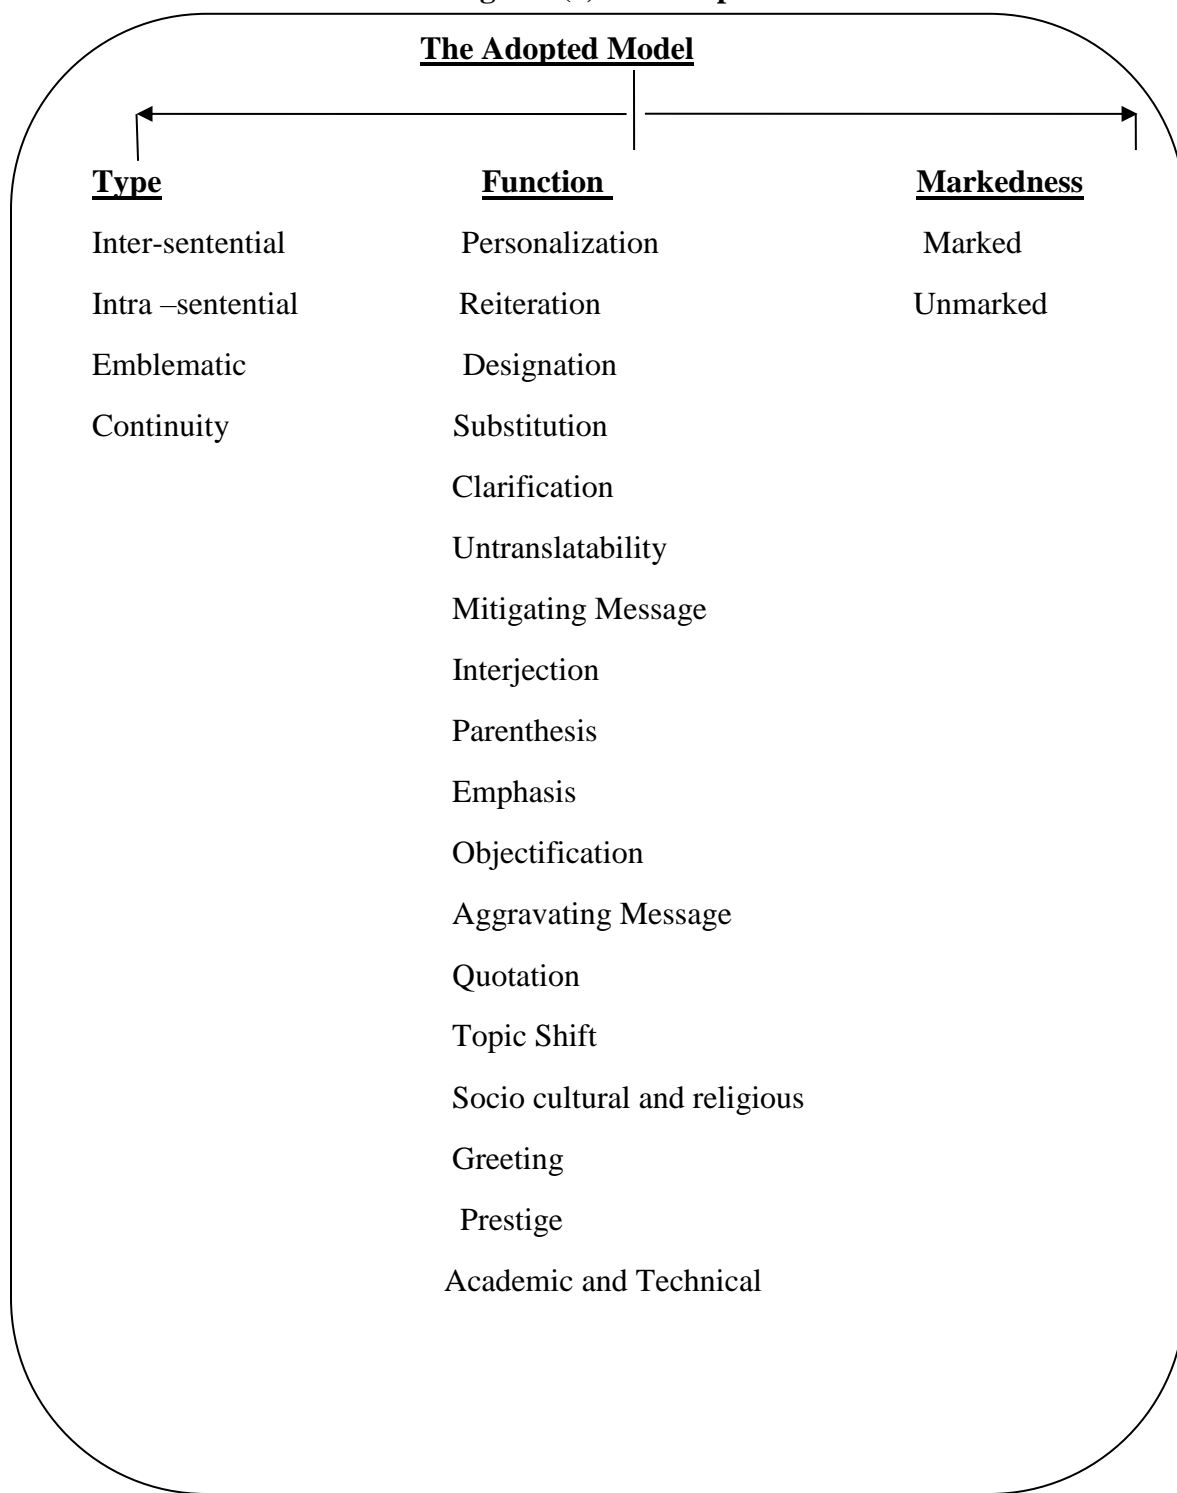 The Adopted Model
Type Function Markedness
Inter-sentential Personalization Marked
Intra –sentential Reiteration Unmarked
Emblematic Designation
Continuity Substitution
Clarification
Untranslatability
Mitigating Message
Interjection
Parenthesis
Emphasis
Objectification
Aggravating Message
Quotation
Topic Shift
Socio cultural and religious
Greeting
Prestige
Academic and Technical